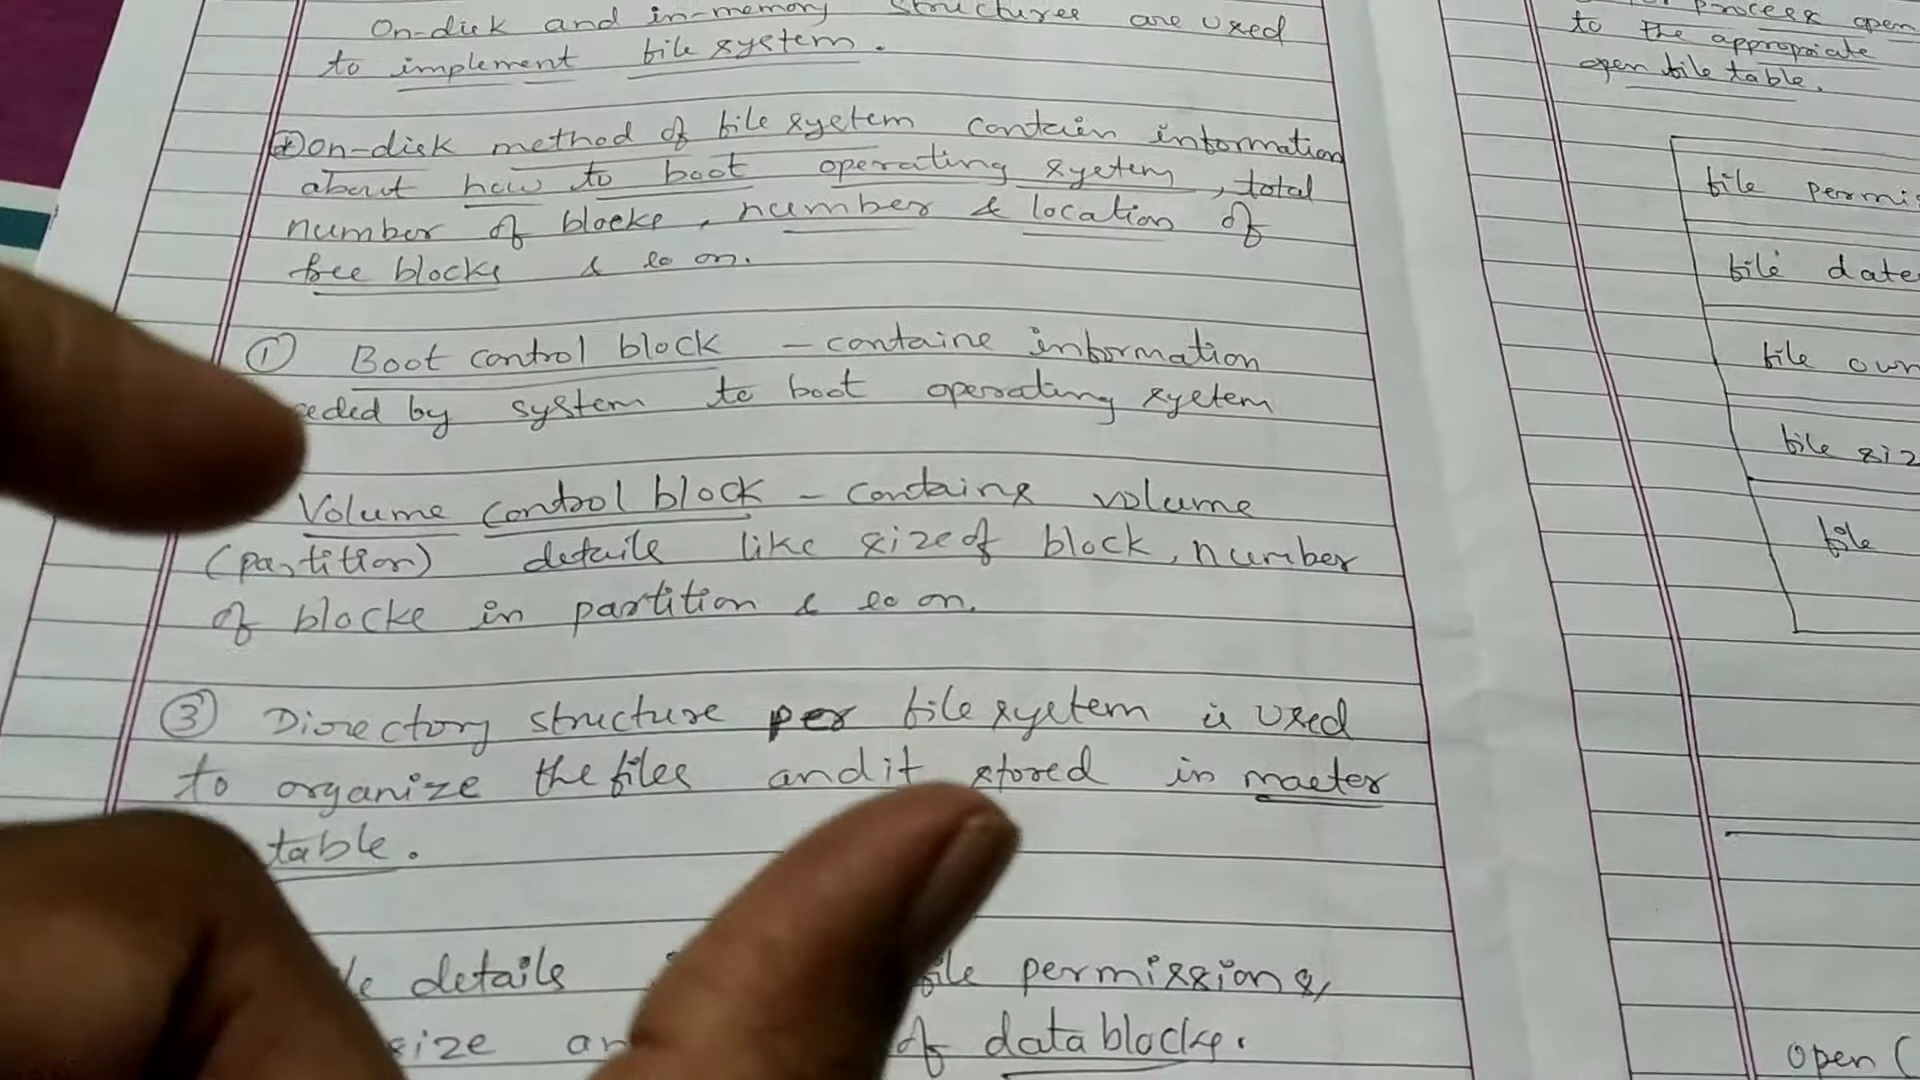 On-disk and in-memory structures are used
to implement file system.
On-disk method of file system contain information
about how to boot operating system, total
number of blocks, number & location of
free blocks & so on.
① Boot control block - contains information
eded by system to boot operating system
Volume control block - contains volume
(partition) details like size of block, number
of blocks in partition & so on.
③ Directory structure per file system is used
to organize the files and it stored in master
table.
le details file permissions,
size of data blocks.
process open
to the appropriate
open file table.
file permis
file date
file own
file siz
file
open (